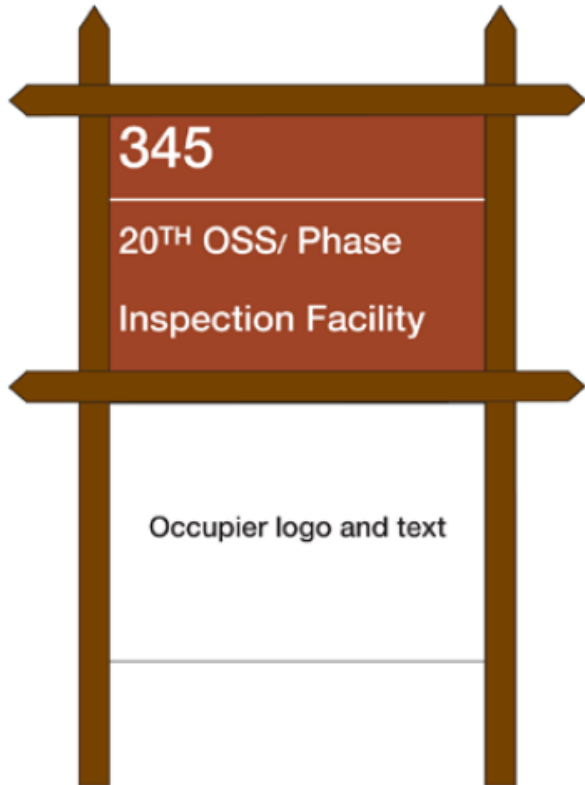 345
20TH OSS/ Phase
Inspection Facility
Occupier logo and text